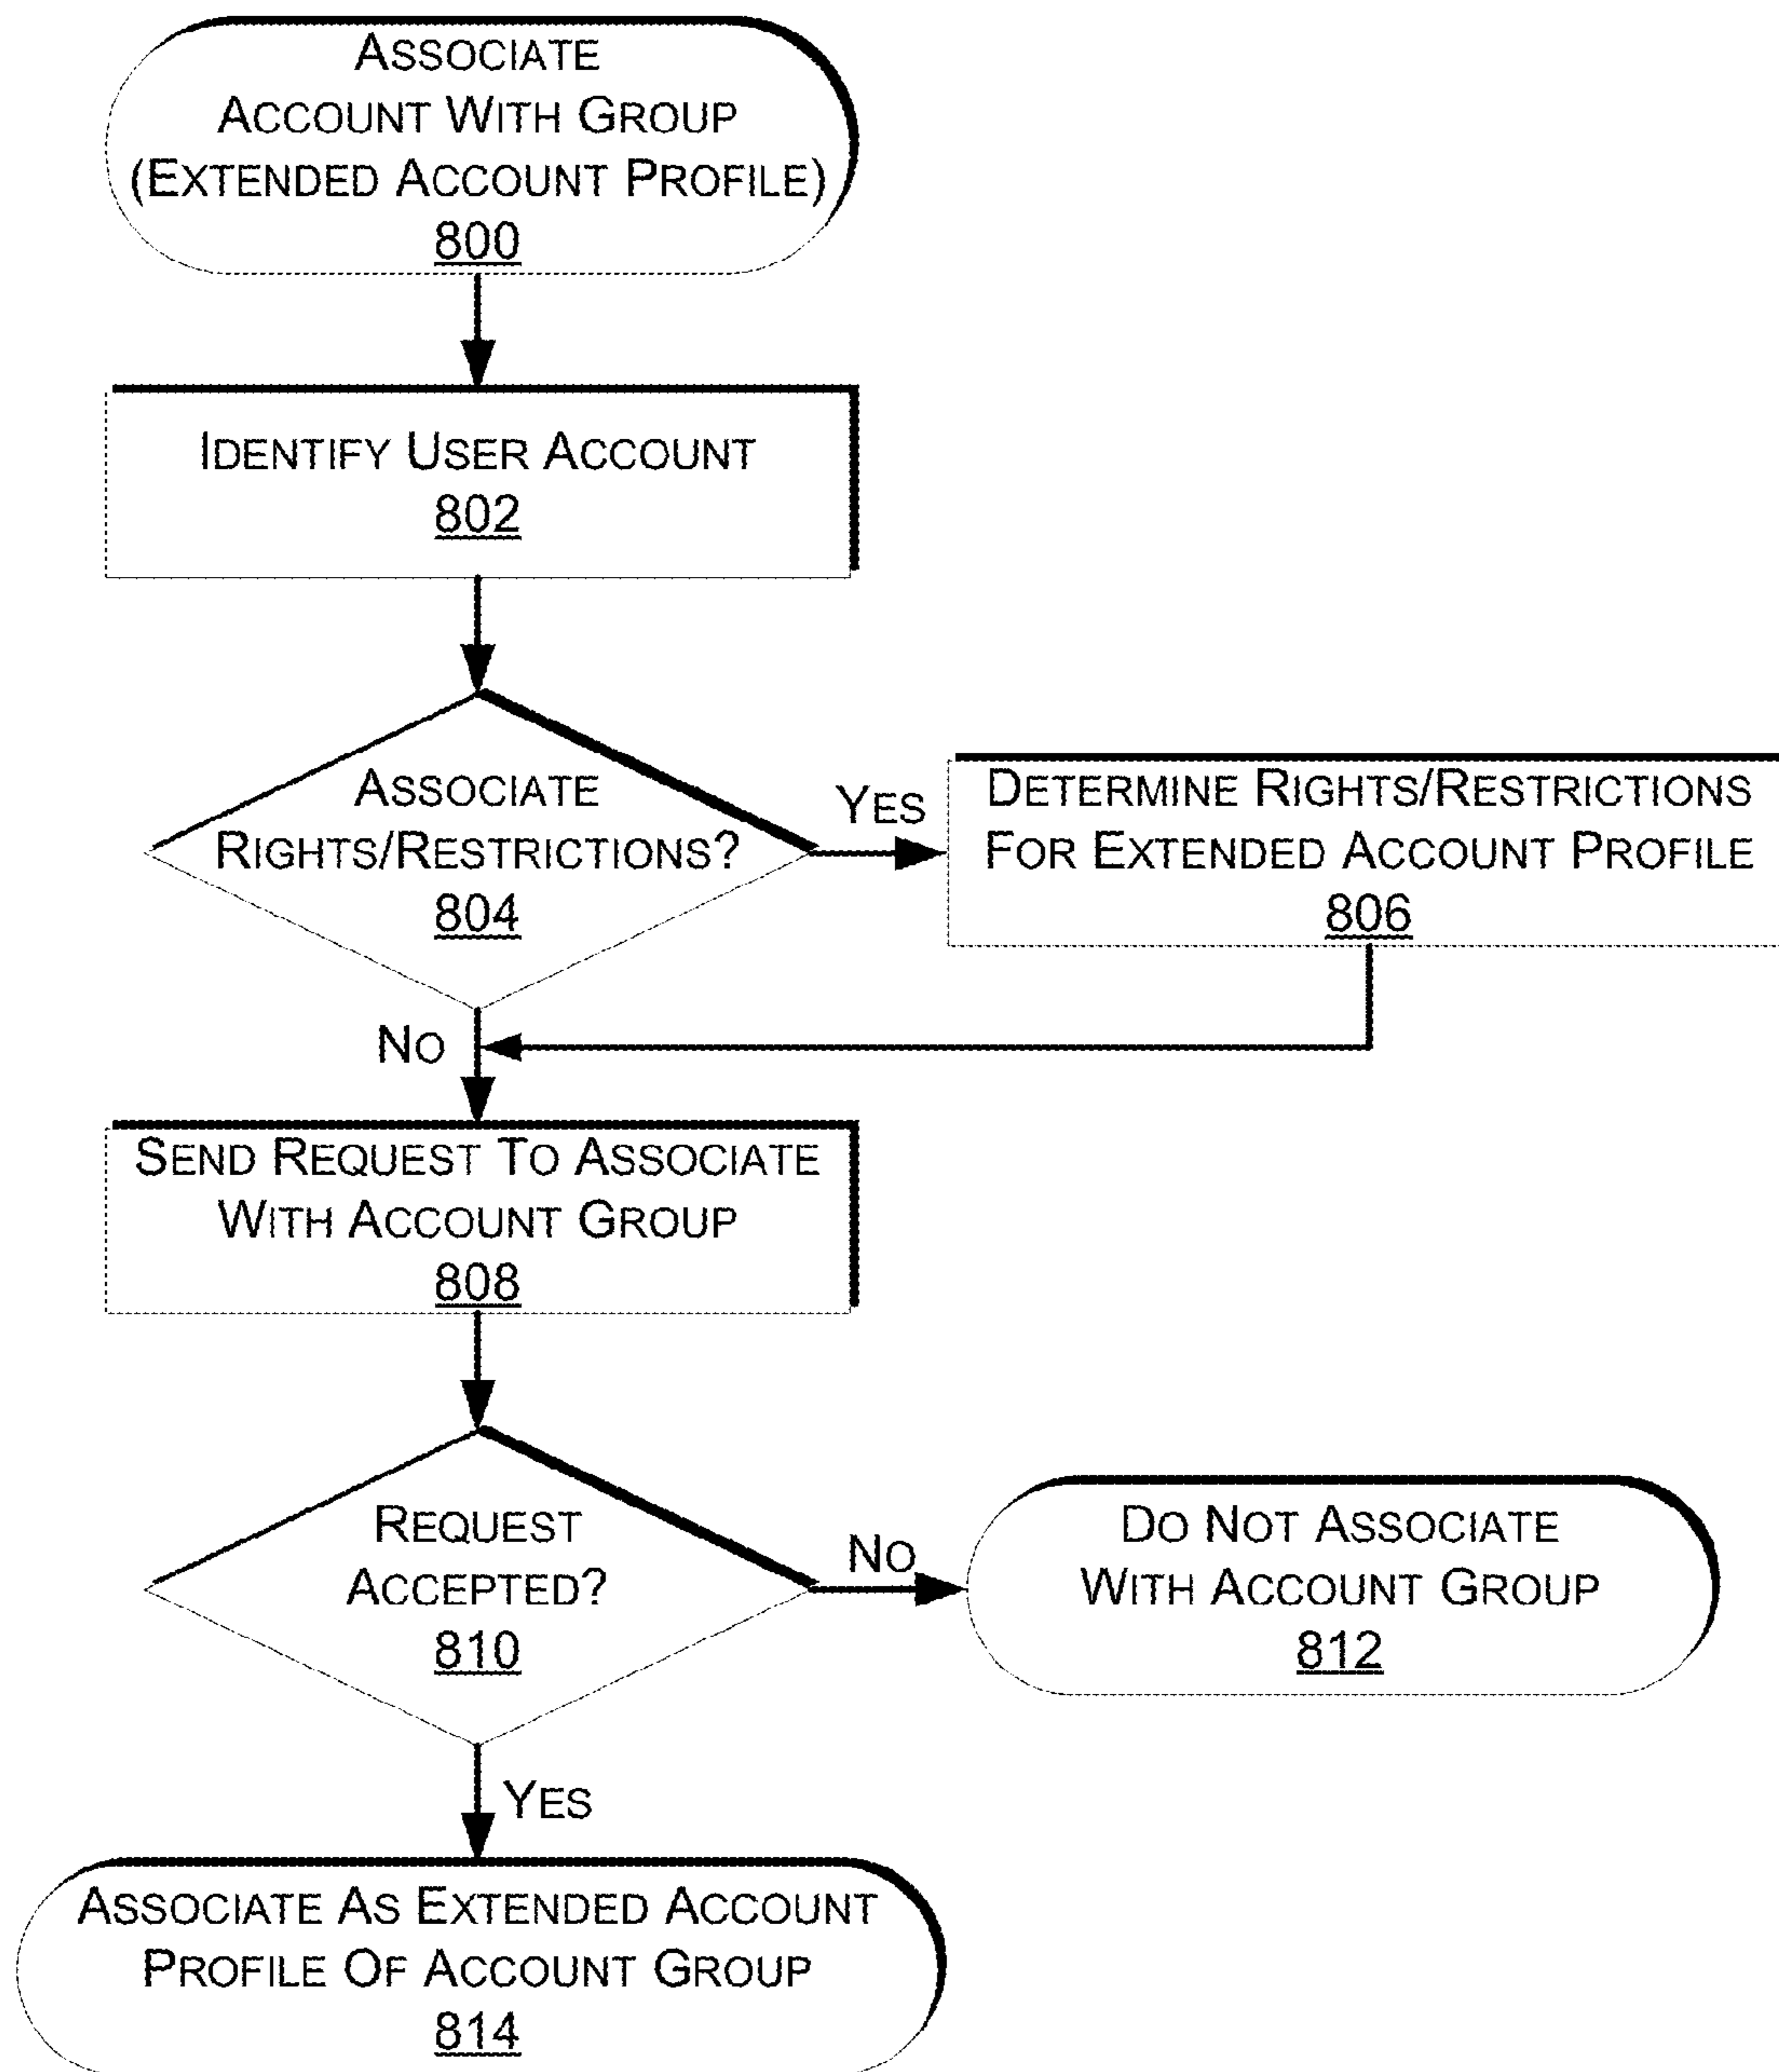 ASSOCIATE
ACCOUNT WITH GROUP
(EXTENDED ACCOUNT PROFILE)
800
IDENTIFY USER ACCOUNT
802
ASSOCIATE
RIGHTS/RESTRICTIONS?
804
YES
DETERMINE RIGHTS/RESTRICTIONS
FOR EXTENDED ACCOUNT PROFILE
806
NO
SEND REQUEST TO ASSOCIATE
WITH ACCOUNT GROUP
808
REQUEST
ACCEPTED?
810
NO
DO NOT ASSOCIATE
WITH ACCOUNT GROUP
812
YES
ASSOCIATE AS EXTENDED ACCOUNT
PROFILE OF ACCOUNT GROUP
814